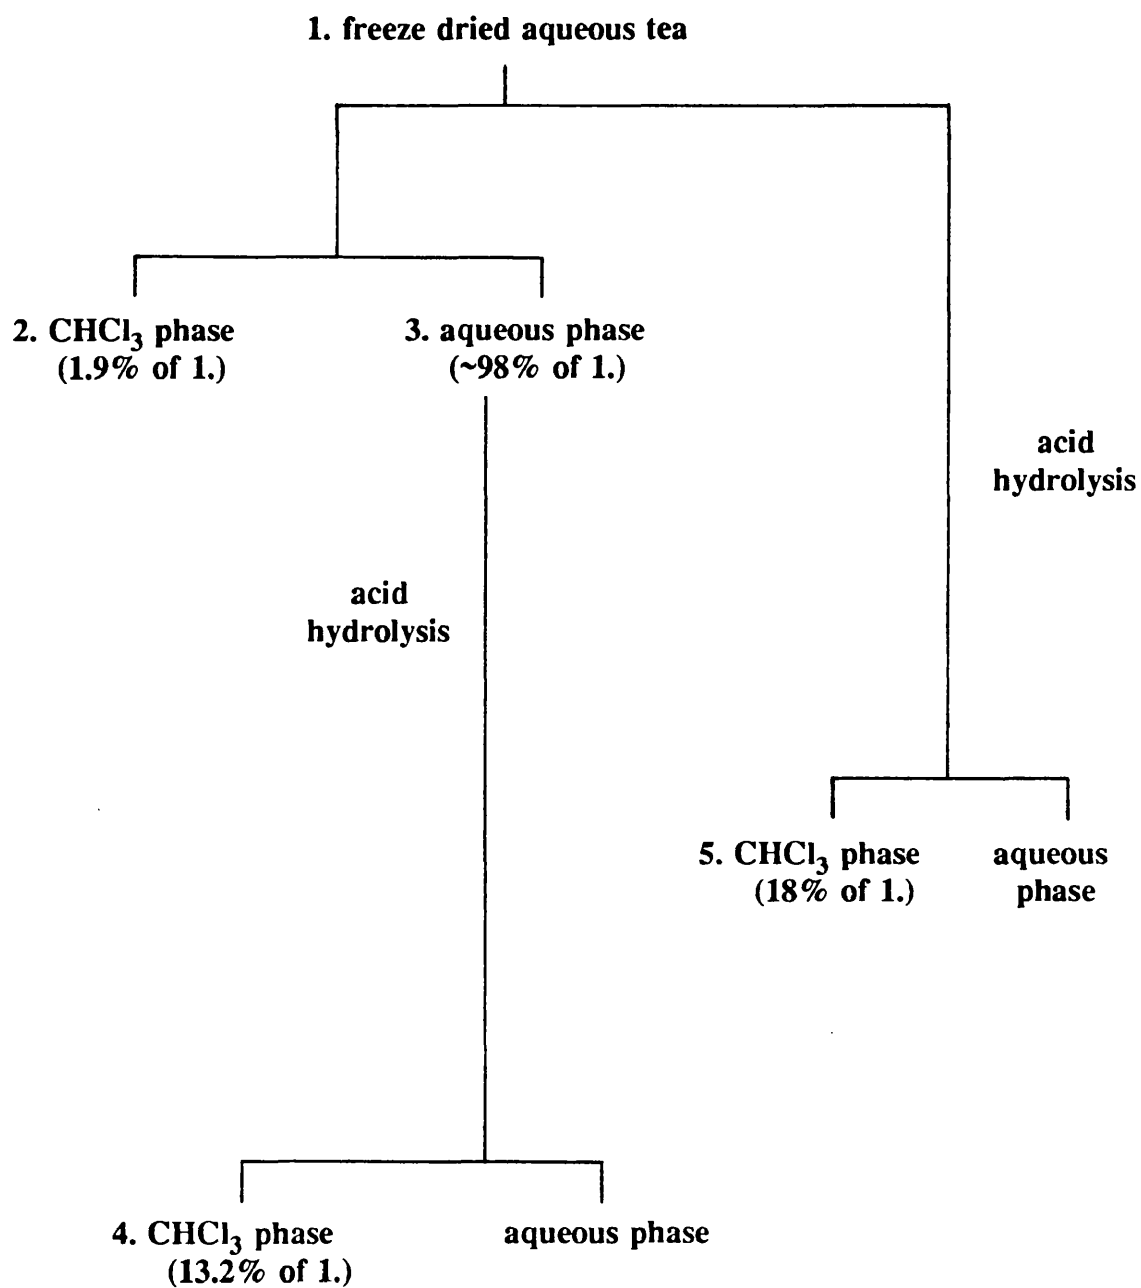 1. freeze dried aqueous tea
2. CHCl₃ phase
(1.9% of 1.)
3. aqueous phase
(~98% of 1.)
acid
hydrolysis
acid
hydrolysis
5. CHCl₃ phase
(18% of 1.)
aqueous
phase
4. CHCl₃ phase
(13.2% of 1.)
aqueous phase